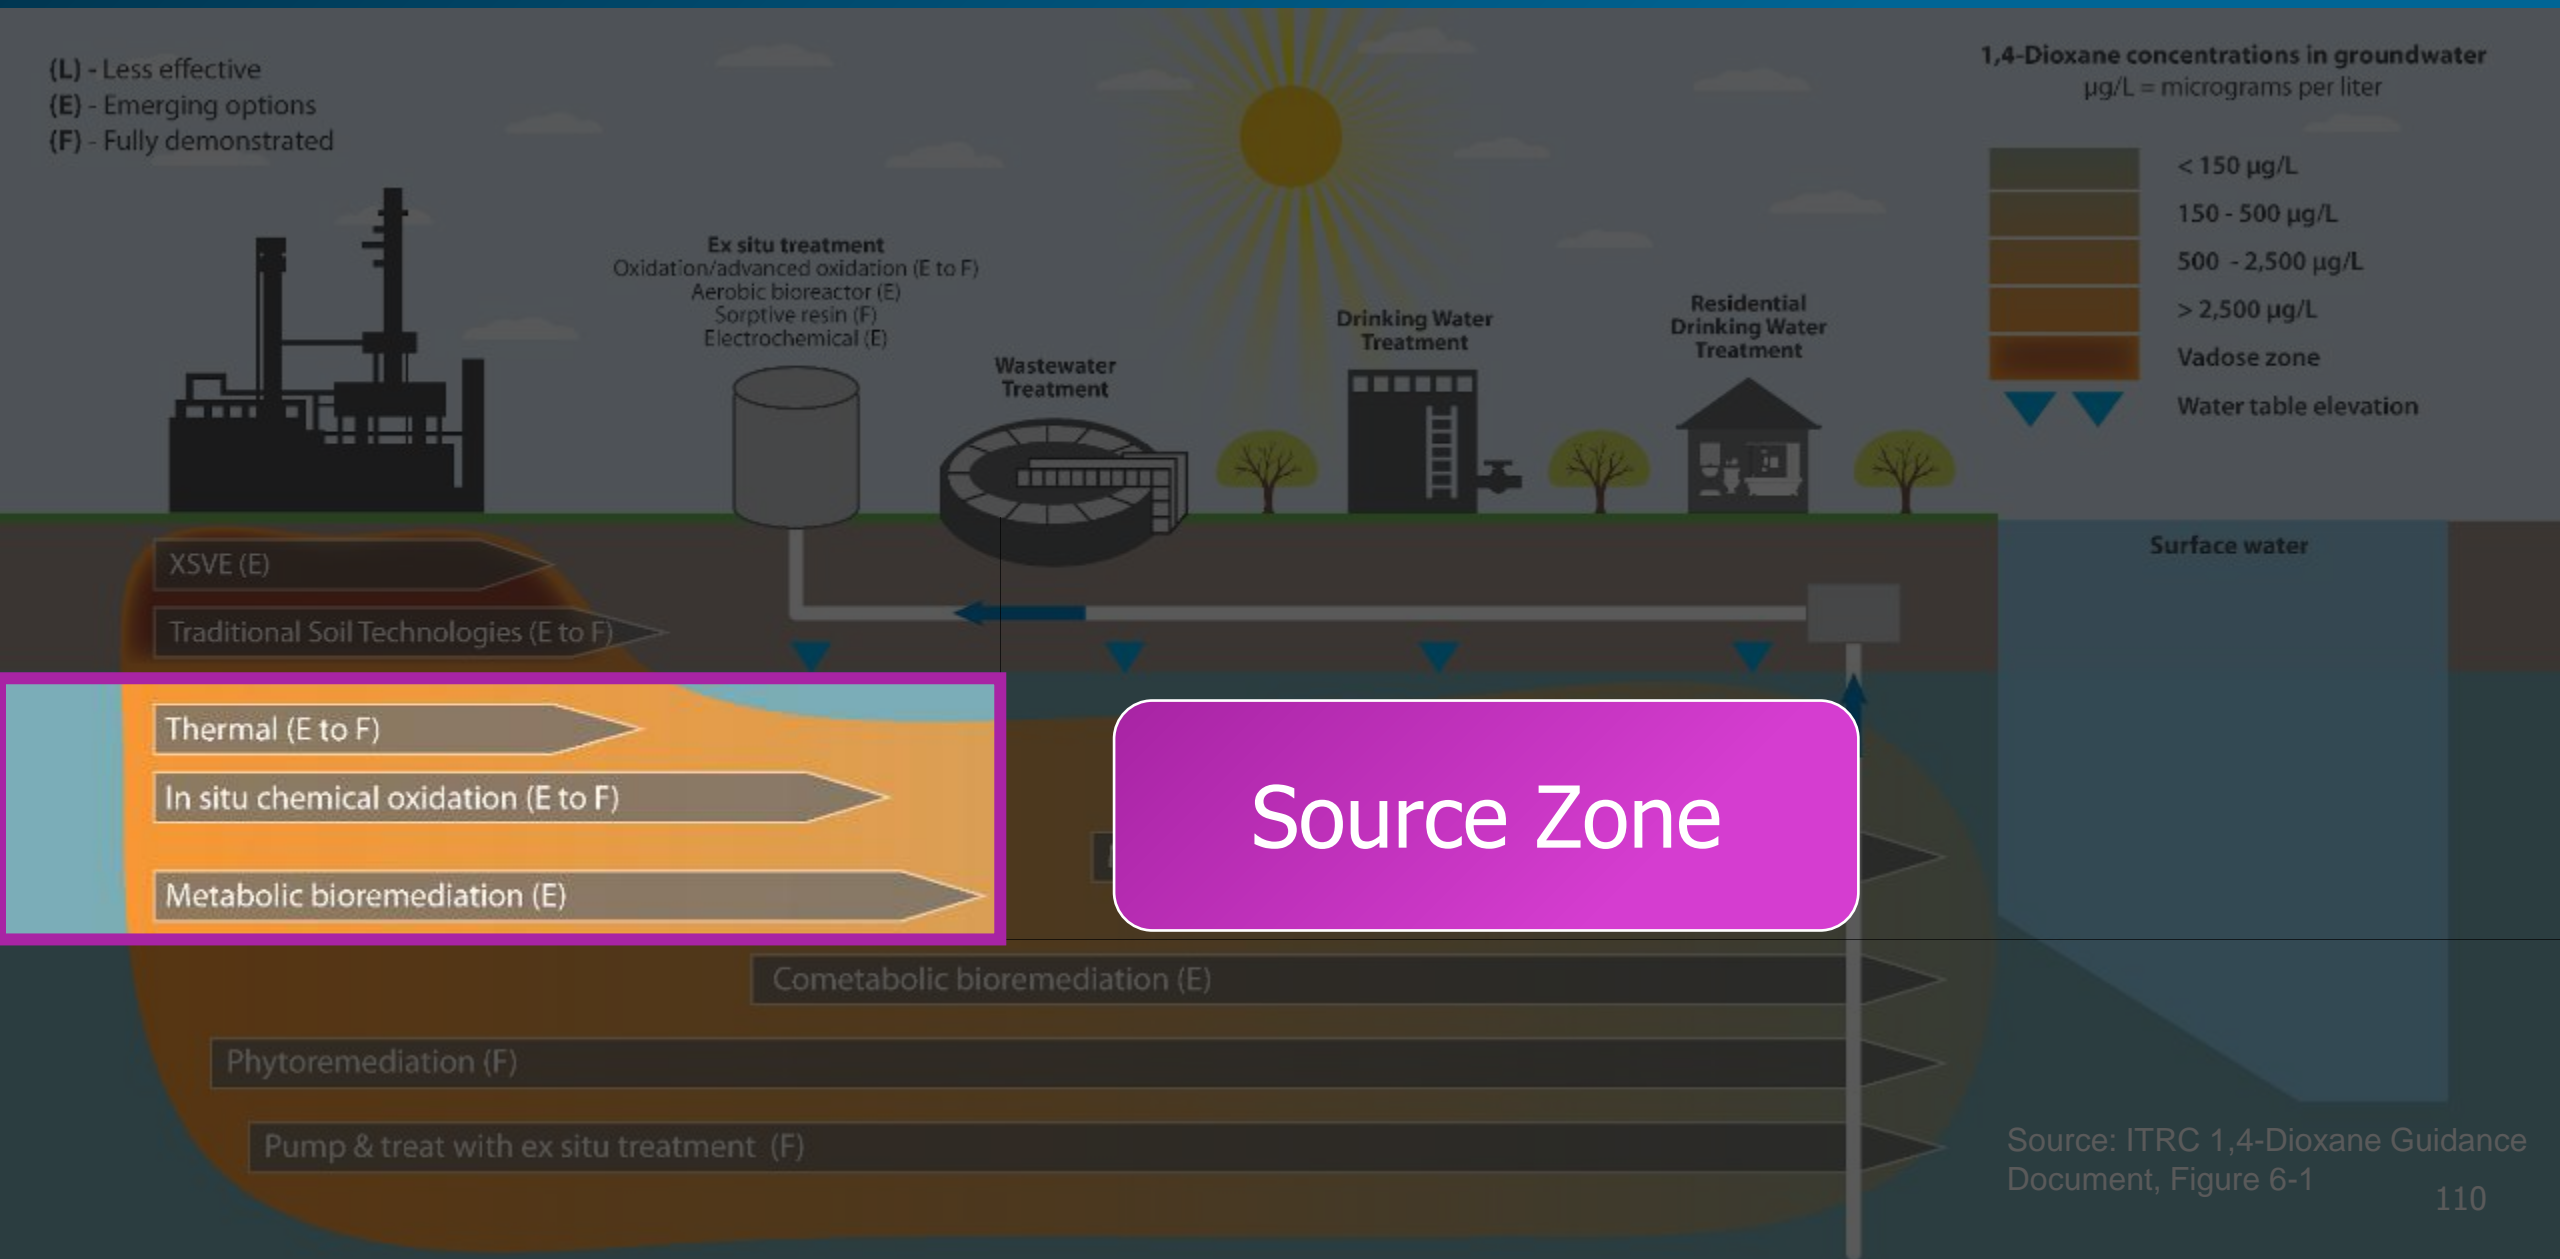 (L) - Less effective
(E) - Emerging options
(F) - Fully demonstrated
1,4-Dioxane concentrations in groundwater
µg/L = micrograms per liter
< 150 µg/L
150 - 500 µg/L
500 - 2,500 µg/L
> 2,500 µg/L
Vadose zone
Water table elevation
Ex situ treatment
Oxidation/advanced oxidation (E to F)
Aerobic bioreactor (E)
Sorptive resin (F)
Electrochemical (E)
Wastewater
Treatment
Drinking Water
Treatment
Residential
Drinking Water
Treatment
Surface water
XSVE (E)
Traditional Soil Technologies (E to F)
Thermal (E to F)
In situ chemical oxidation (E to F)
Metabolic bioremediation (E)
Source Zone
Cometabolic bioremediation (E)
Phytoremediation (F)
Pump & treat with ex situ treatment (F)
Source: ITRC 1,4-Dioxane Guidance
Document, Figure 6-1
110